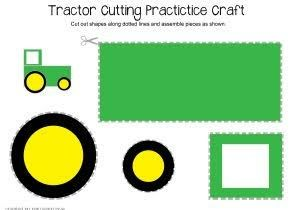 Tractor Cutting Practictice Craft
Cut out shapes along dotted lines and assemble pieces as shown